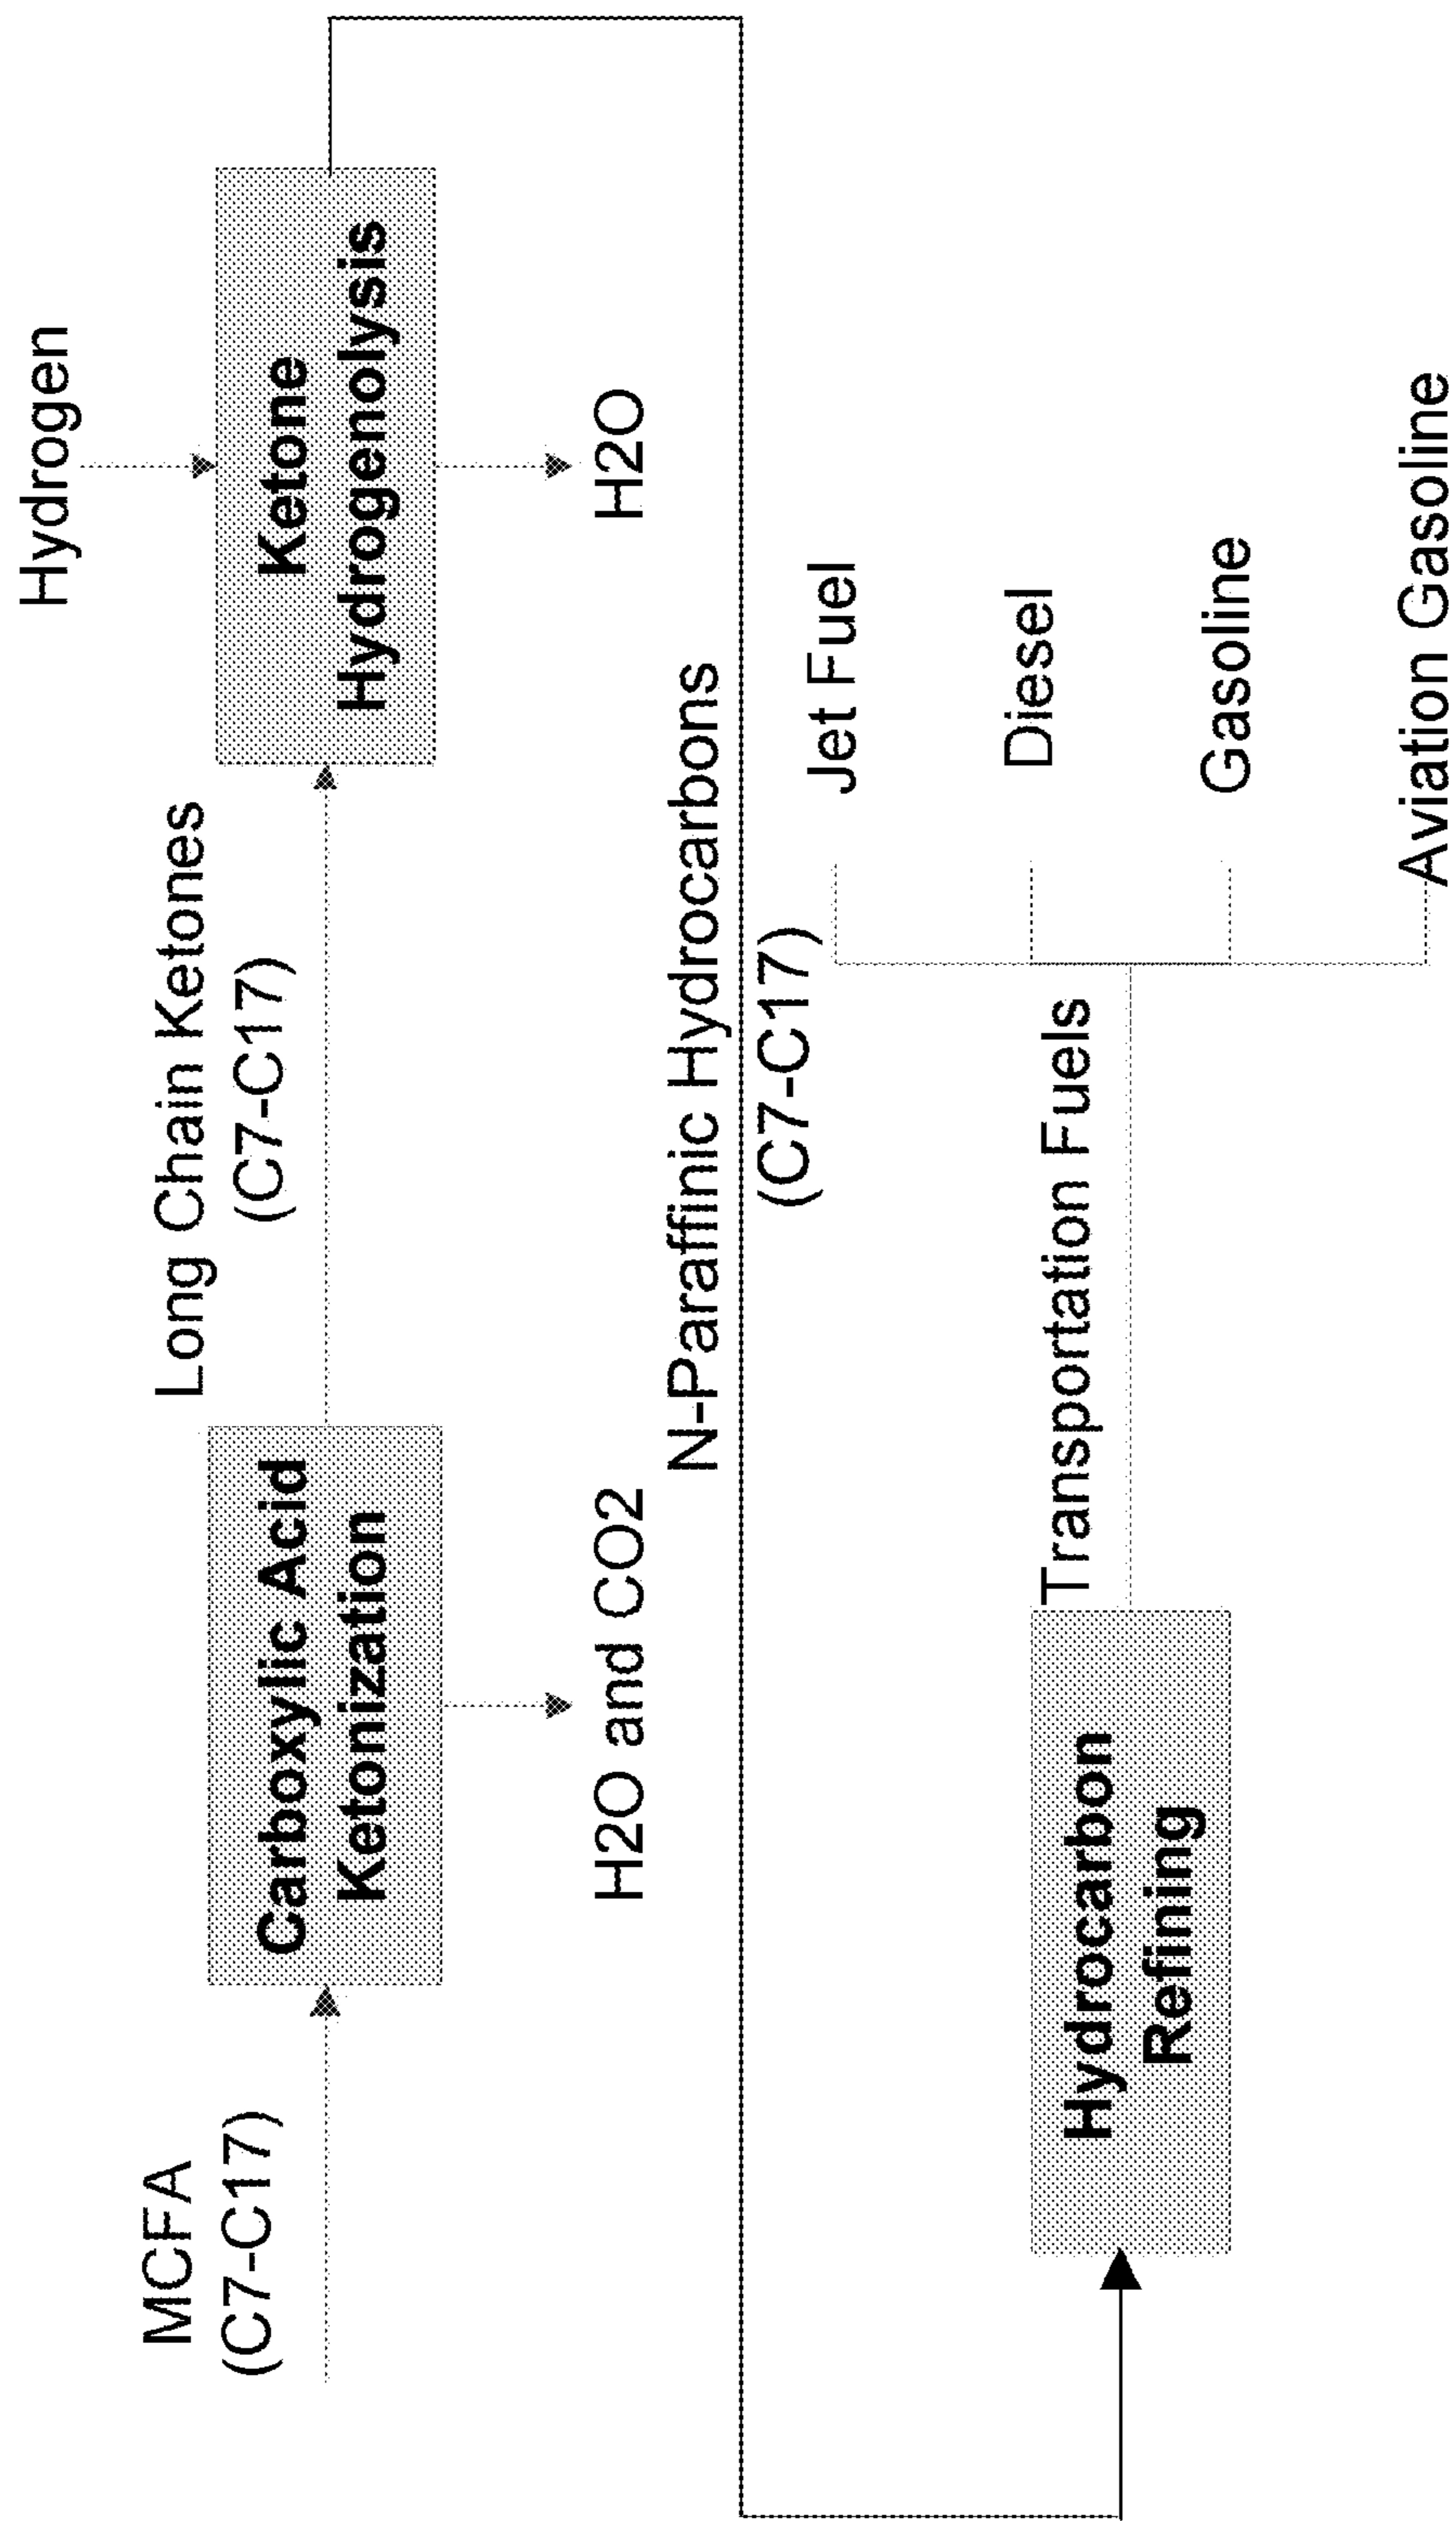 MCFA
(C7-C17)
Carboxylic Acid
Ketonization
H2O and CO2
Long Chain Ketones
(C7-C17)
Hydrogen
Ketone
Hydrogenolysis
H2O
N-Paraffinic Hydrocarbons
(C7-C17)
Hydrocarbon
Refining
Transportation Fuels
Jet Fuel
Diesel
Gasoline
Aviation Gasoline